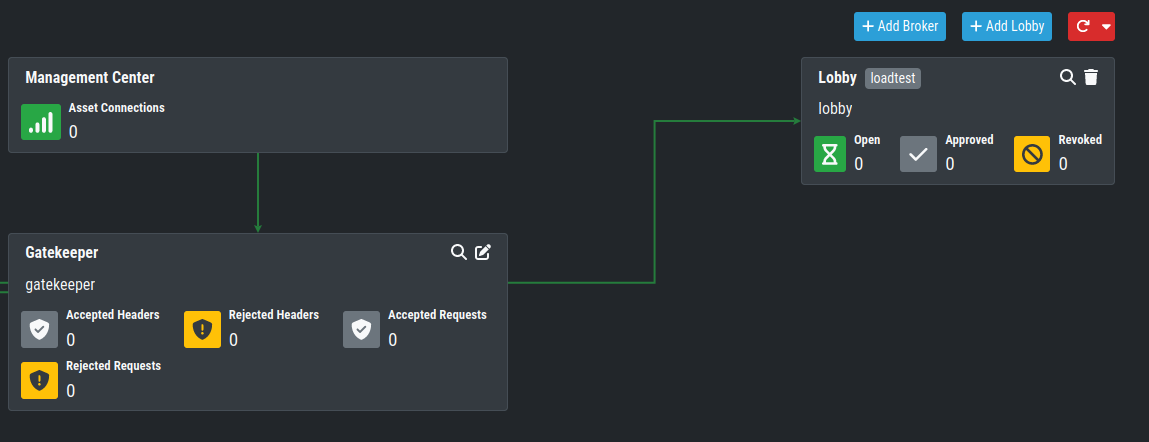 Add Broker
Add Lobby
Management Center
Asset Connections
0
Lobby loadtest
lobby
Open
0
Approved
0
Revoked
0
Gatekeeper
gatekeeper
Accepted Headers
0
Rejected Headers
0
Accepted Requests
0
Rejected Requests
0